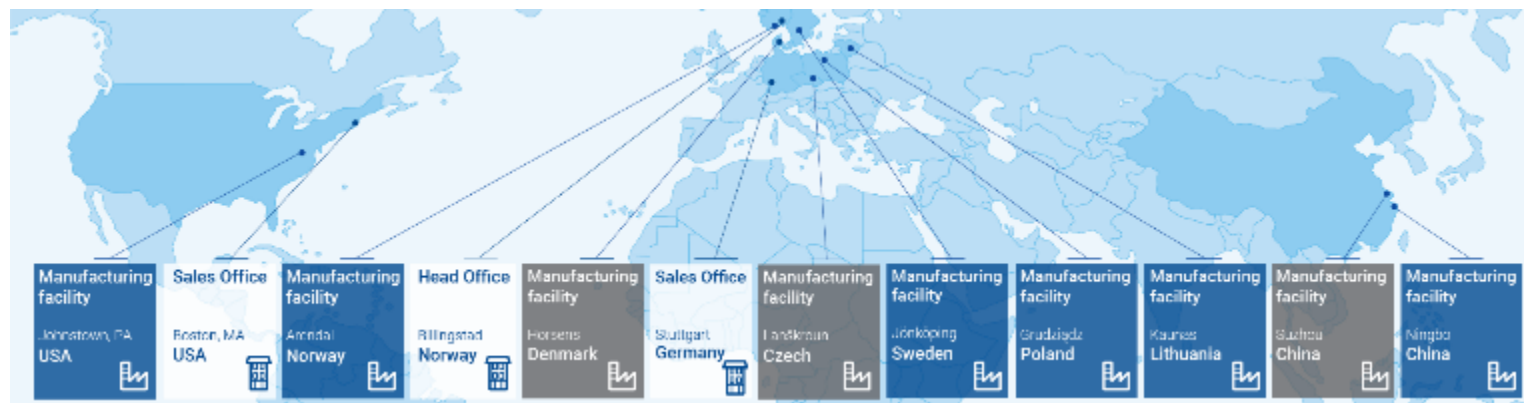 Manufacturing
facility
Johnstown, PA
USA
Sales Office
Boston, MA
USA
Manufacturing
facility
Arendal
Norway
Head Office
Billingstad
Norway
Manufacturing
facility
Horsens
Denmark
Sales Office
Stuttgart
Germany
Manufacturing
facility
Lanškroun
Czech
Manufacturing
facility
Jönköping
Sweden
Manufacturing
facility
Grudziądz
Poland
Manufacturing
facility
Kaunas
Lithuania
Manufacturing
facility
Suzhou
China
Manufacturing
facility
Ningbo
China